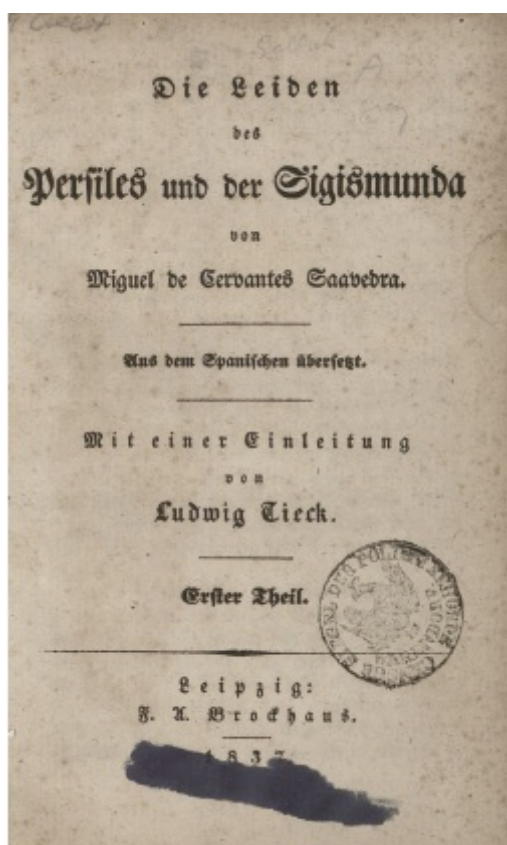 Die Leiden
des
Persiles und der Sigismunda
von
Miguel de Cervantes Saavedra.
Aus dem Spanischen übersetzt.
Mit einer Einleitung
von
Ludwig Tieck.
Erster Theil.
Leipzig:
F. A. Brockhaus.
1837